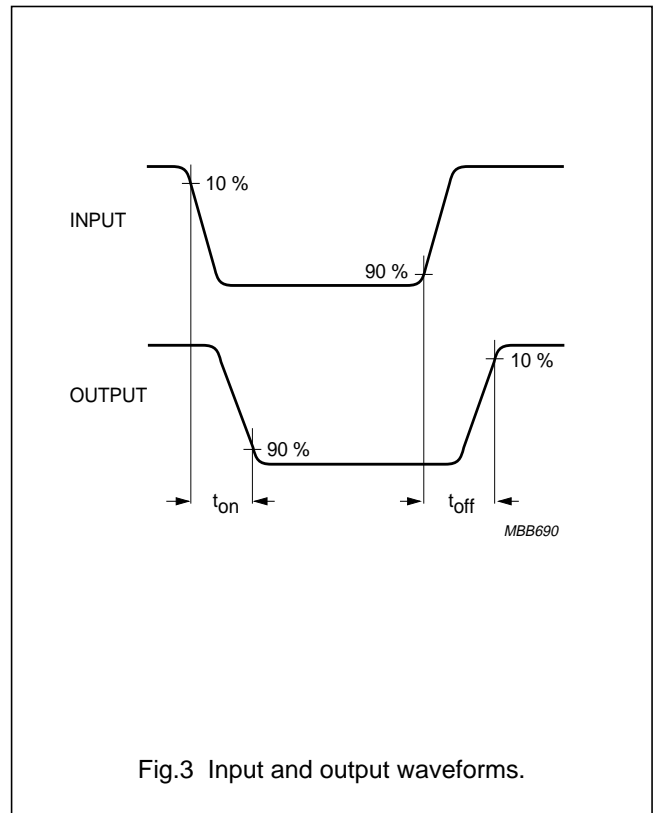 10 %
INPUT
90 %
10 %
OUTPUT
90 %
ton
toff
MBB690
Fig.3 Input and output waveforms.